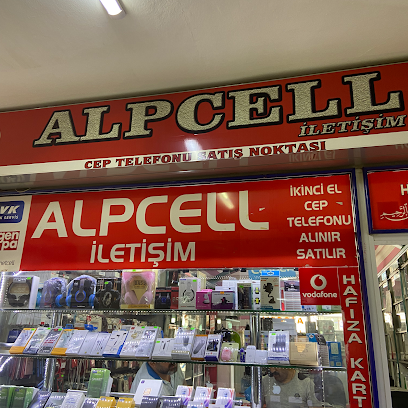 ALPCELL
İLETİŞİM
CEP TELEFONU SATIŞ NOKTASI
VK
ALPCELL
İLETİŞİM
İKİNCİ EL
CEP
TELEFONU
ALINIR
SATILIR
vodafone
HAFIZA KART
H